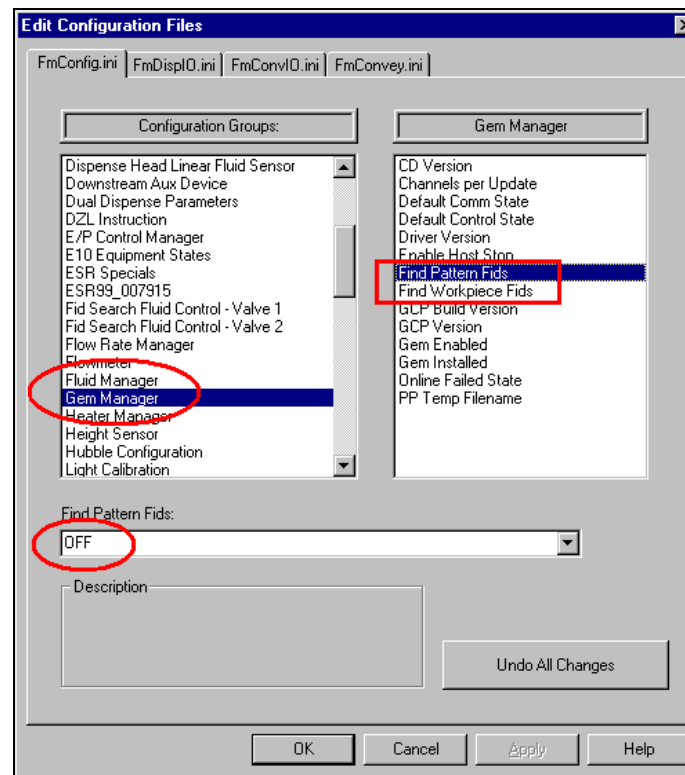 Edit Configuration Files
FmConfig.ini FmDispIO.ini FmConvIO.ini FmConvey.ini
Configuration Groups:
Dispense Head Linear Fluid Sensor
Downstream Aux Device
Dual Dispense Parameters
DZL Instruction
E/P Control Manager
E10 Equipment States
ESR Specials
ESR99_007915
Fid Search Fluid Control - Valve 1
Fid Search Fluid Control - Valve 2
Flow Rate Manager
Flowmeter
Fluid Manager
Gem Manager
Heater Manager
Height Sensor
Hubble Configuration
Light Calibration
Gem Manager
CD Version
Channels per Update
Default Comm State
Default Control State
Driver Version
Enable Host Stop
Find Pattern Fids
Find Workpiece Fids
GCP Build Version
GCP Version
Gem Enabled
Gem Installed
Online Failed State
PP Temp Filename
Find Pattern Fids:
OFF
Description
Undo All Changes
OK Cancel Apply Help